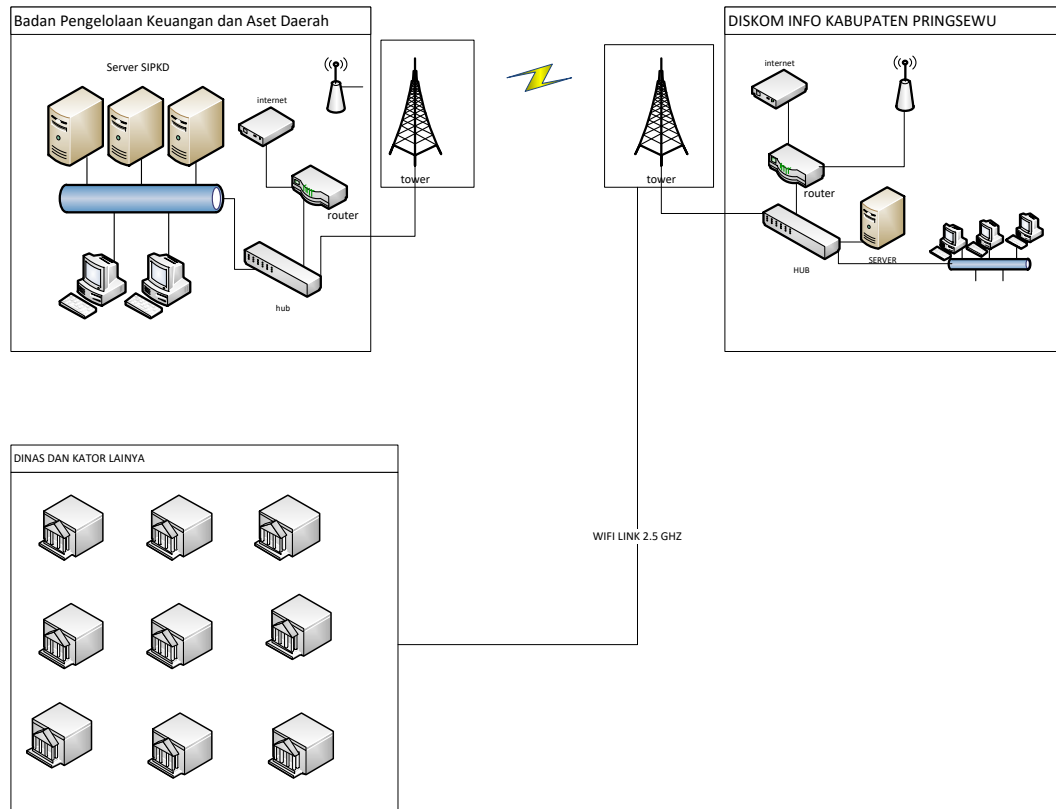 Badan Pengelolaan Keuangan dan Aset Daerah
Server SIPKD
internet
router
hub
tower
tower
DISKOM INFO KABUPATEN PRINGSEWU
internet
router
HUB
SERVER
DINAS DAN KATOR LAINYA
WIFI LINK 2.5 GHZ